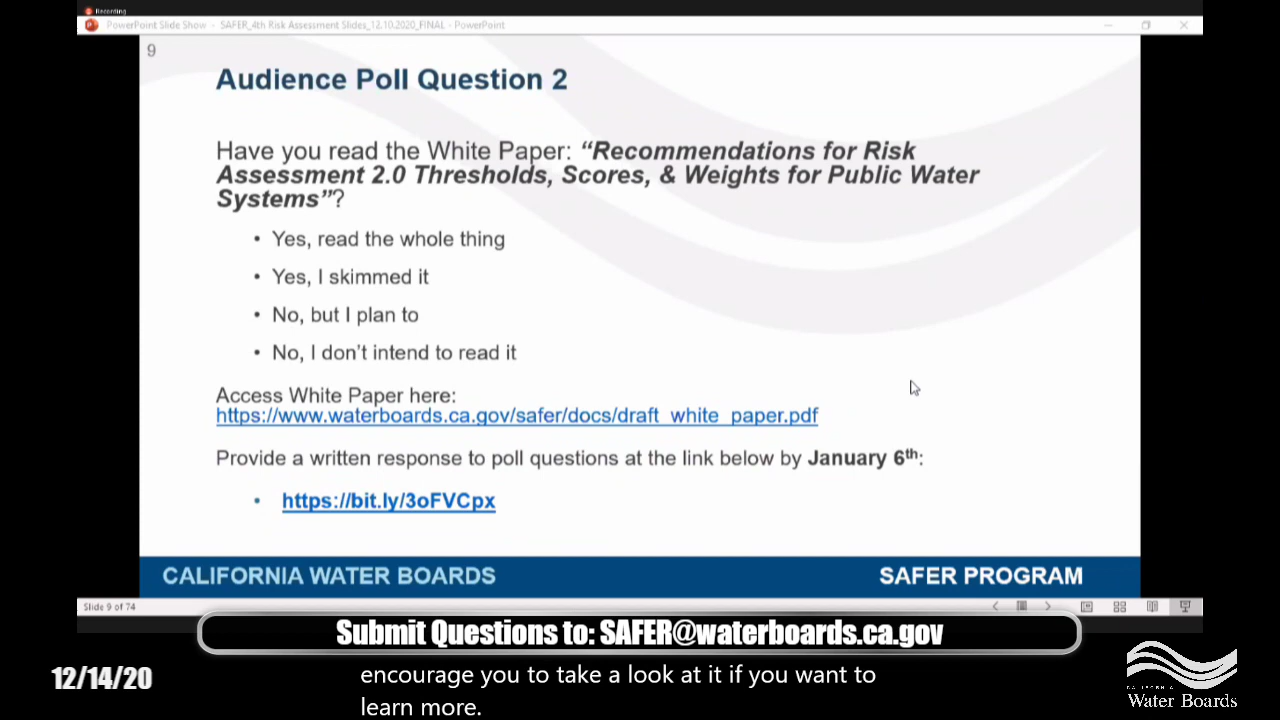 Recording
PowerPoint Slide Show - SAFER_4th Risk Assessment Slides_12.10.2020_FINAL - PowerPoint
9
Audience Poll Question 2
Have you read the White Paper: “Recommendations for Risk
Assessment 2.0 Thresholds, Scores, & Weights for Public Water
Systems”?
• Yes, read the whole thing
• Yes, I skimmed it
• No, but I plan to
• No, I don’t intend to read it
Access White Paper here:
https://www.waterboards.ca.gov/safer/docs/draft_white_paper.pdf
Provide a written response to poll questions at the link below by January 6th:
• https://bit.ly/3oFVCpx
CALIFORNIA WATER BOARDS
SAFER PROGRAM
Slide 9 of 74
Submit Questions to: SAFER@waterboards.ca.gov
12/14/20
encourage you to take a look at it if you want to
learn more.
CALIFORNIA
Water Boards